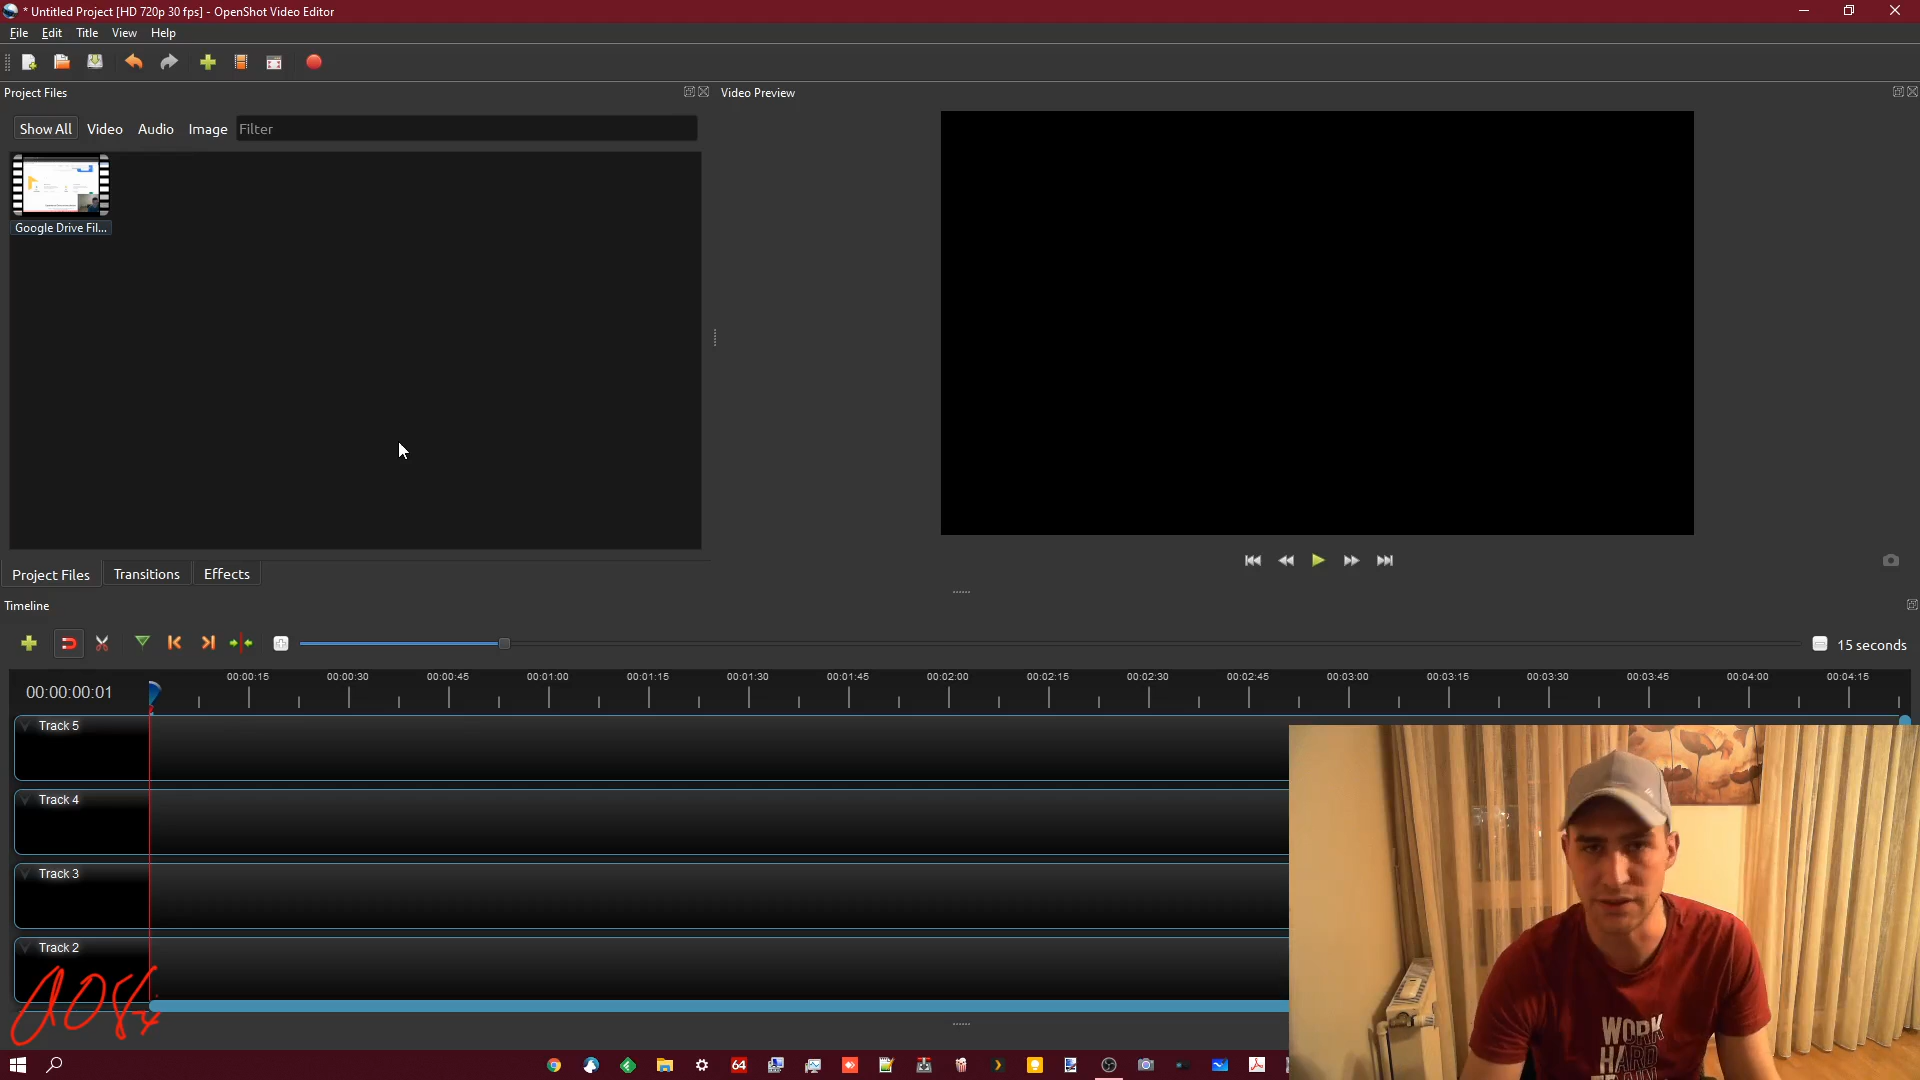 * Untitled Project [HD 720p 30 fps] - OpenShot Video Editor
File Edit Title View Help
Project Files
Video Preview
Show All Video Audio Image Filter
Google Drive Fil...
Project Files Transitions Effects
Timeline
15 seconds
00:00:00:01
00:00:15 00:00:30 00:00:45 00:01:00 00:01:15 00:01:30 00:01:45 00:02:00 00:02:15 00:02:30 00:02:45 00:03:00 00:03:15 00:03:30 00:03:45 00:04:00 00:04:15
Track 5
Track 4
Track 3
Track 2
64
WORK
HARD